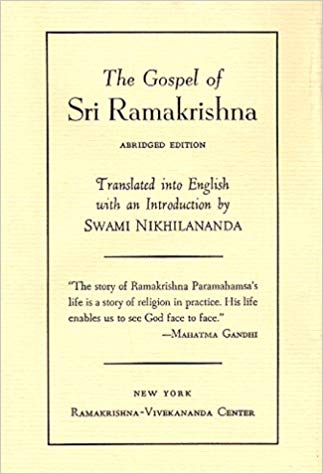 The Gospel of
Sri Ramakrishna
ABRIDGED EDITION
Translated into English
with an Introduction by
SWAMI NIKHILANANDA
"The story of Ramakrishna Paramahamsa's
life is a story of religion in practice. His life
enables us to see God face to face."
—MAHATMA GANDHI
NEW YORK
RAMAKRISHNA-VIVEKANANDA CENTER